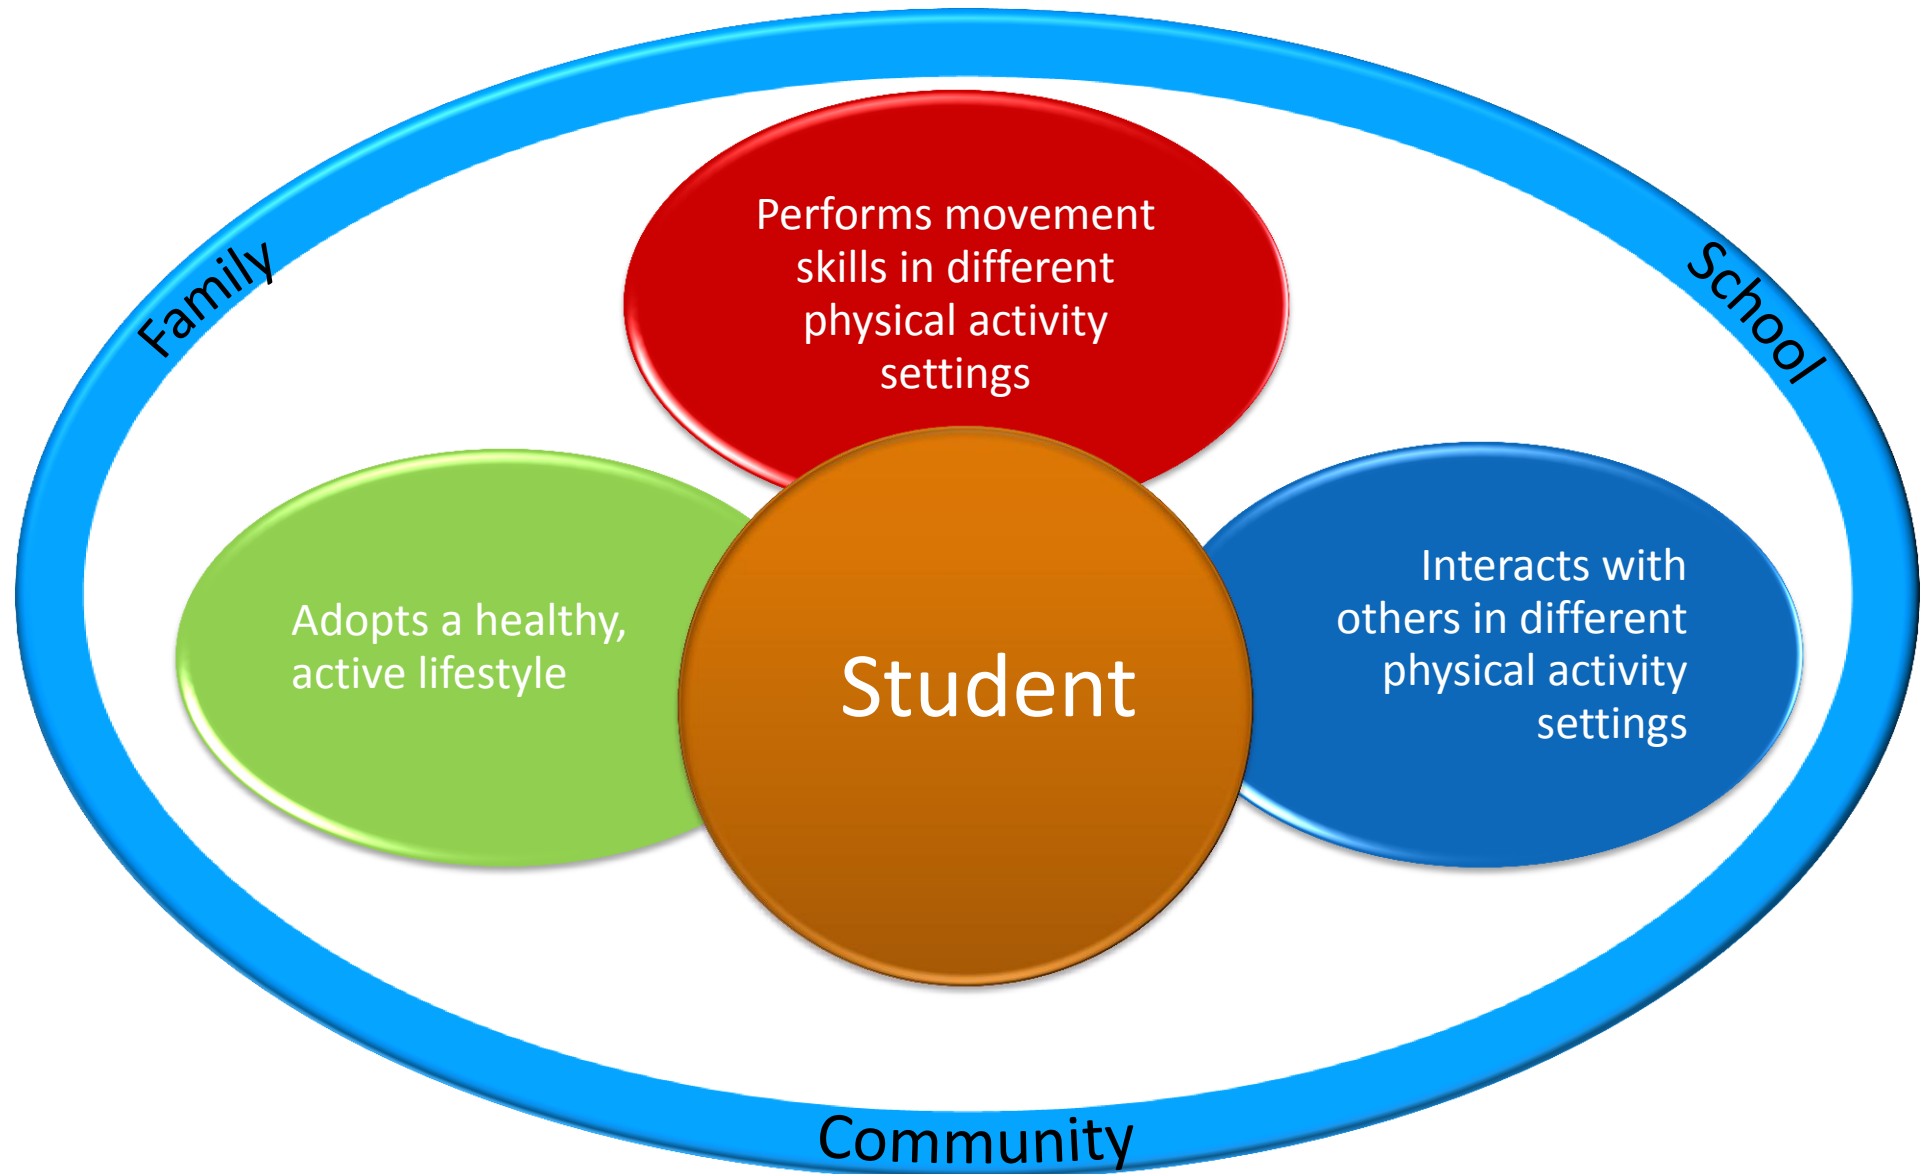 Family
School
Performs movement
skills in different
physical activity
settings
Adopts a healthy,
active lifestyle
Student
Interacts with
others in different
physical activity
settings
Community